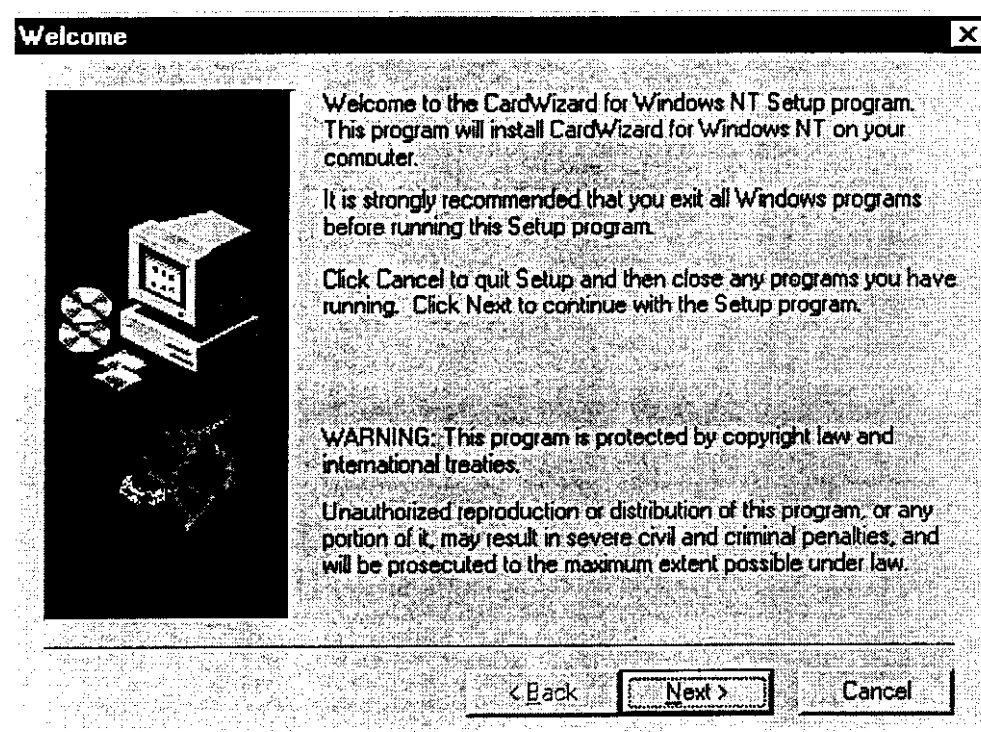 Welcome
Welcome to the CardWizard for Windows NT Setup program.
This program will install CardWizard for Windows NT on your
computer.
It is strongly recommended that you exit all Windows programs
before running this Setup program.
Click Cancel to quit Setup and then close any programs you have
running. Click Next to continue with the Setup program.
WARNING: This program is protected by copyright law and
international treaties.
Unauthorized reproduction or distribution of this program, or any
portion of it, may result in severe civil and criminal penalties, and
will be prosecuted to the maximum extent possible under law.
< Back Next > Cancel